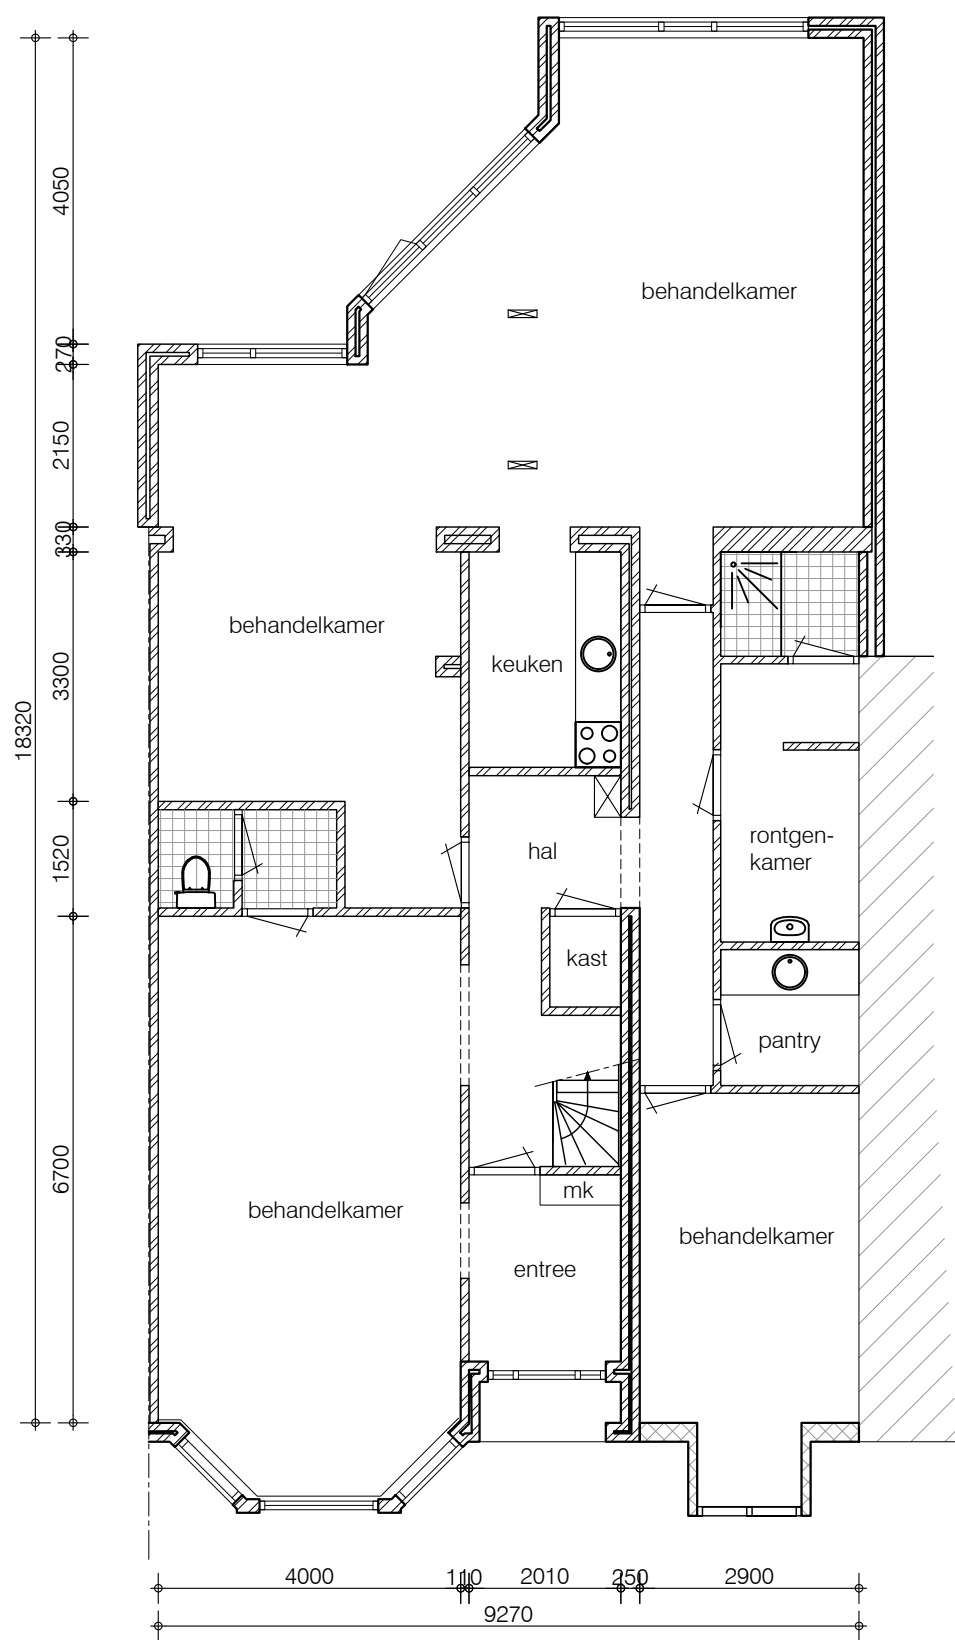 4050
behandelkamer
270
2150
330
behandelkamer
keuken
3300
18320
rontgen-
kamer
hal
1520
kast
pantry
6700
mk
behandelkamer
behandelkamer
entree
4000
110
2010
250
2900
9270